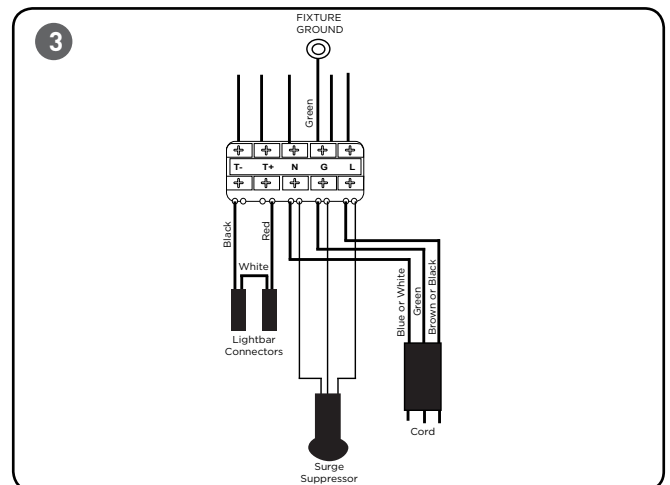 3
FIXTURE
GROUND
Green
T- T+ N G L
Black
Red
White
Blue or White
Green
Brown or Black
Lightbar
Connectors
Cord
Surge
Suppressor